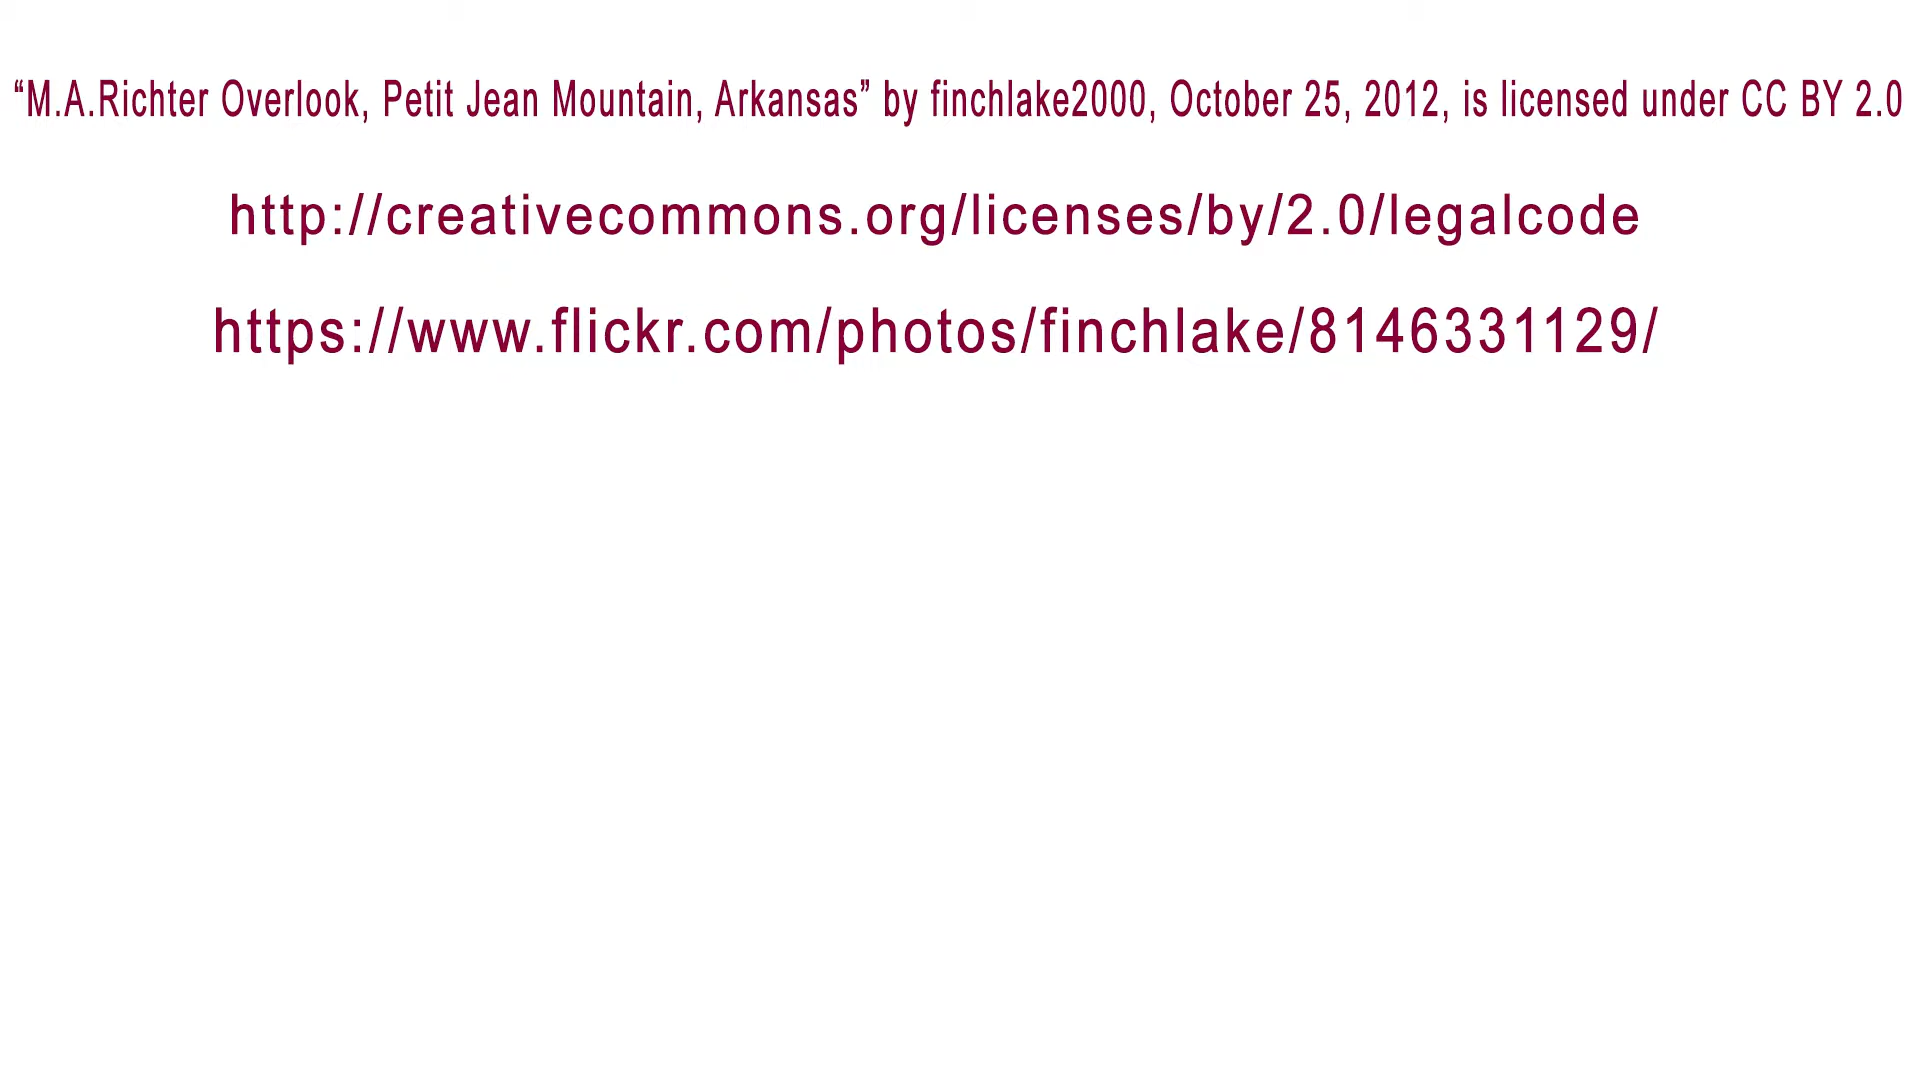 “M.A.Richter Overlook, Petit Jean Mountain, Arkansas” by finchlake2000, October 25, 2012, is licensed under CC BY 2.0
http://creativecommons.org/licenses/by/2.0/legalcode
https://www.flickr.com/photos/finchlake/8146331129/